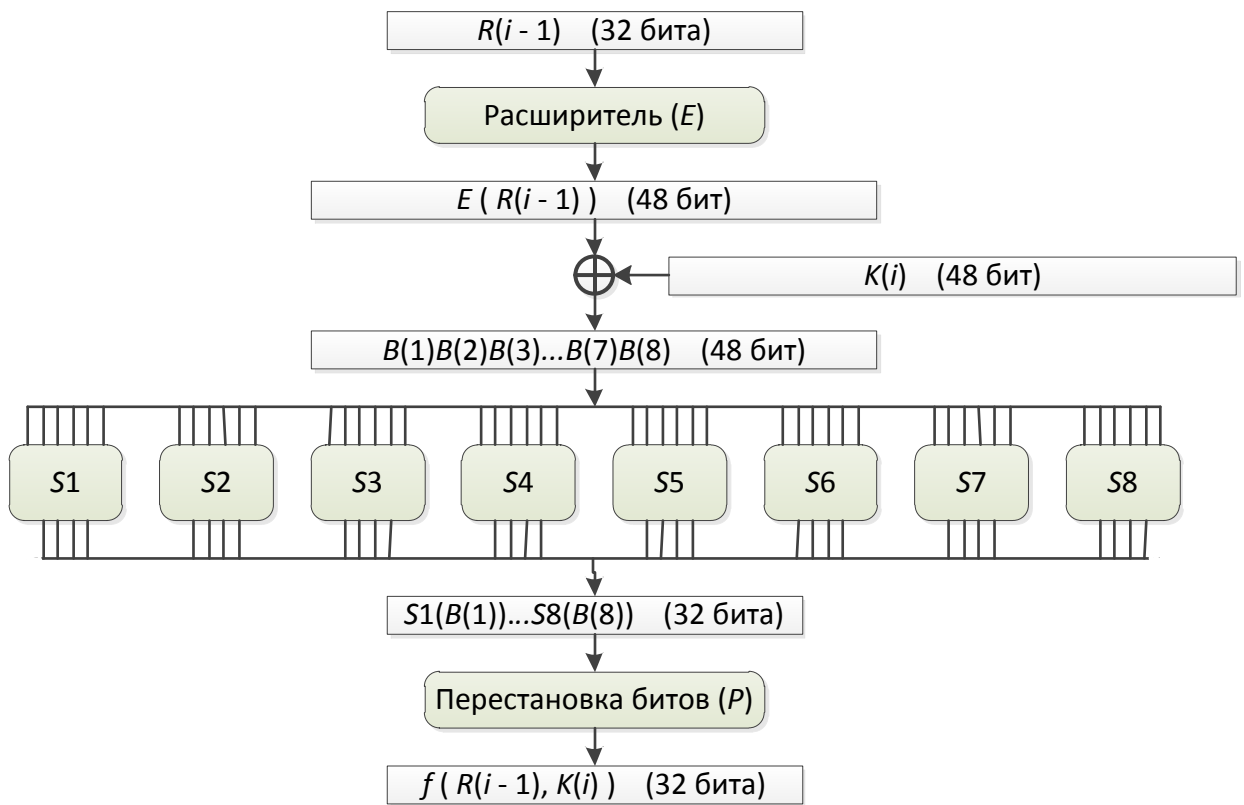 R(i - 1) (32 бита)
Расширитель (E)
E ( R(i - 1) ) (48 бит)
K(i) (48 бит)
B(1)B(2)B(3)...B(7)B(8) (48 бит)
S1 S2 S3 S4 S5 S6 S7 S8
S1(B(1))...S8(B(8)) (32 бита)
Перестановка битов (P)
f ( R(i - 1), K(i) ) (32 бита)